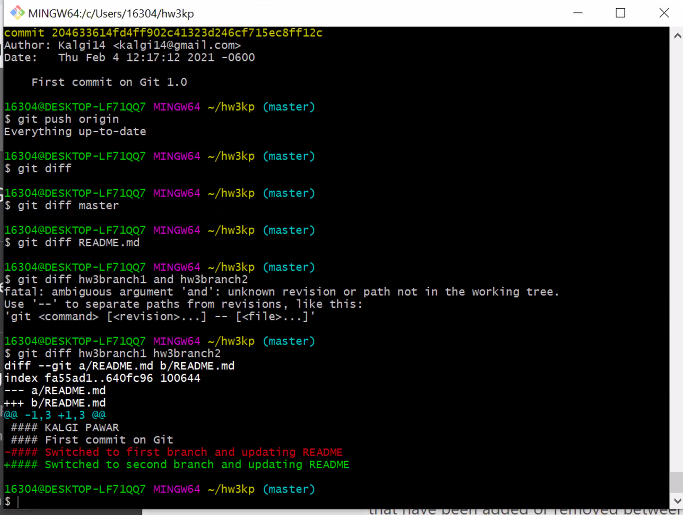 MINGW64:/c/Users/16304/hw3kp
commit 204633614fd4ff902c41323d246cf715ec8ff12c
Author: Kalgi14 <kalgi14@gmail.com>
Date:   Thu Feb 4 12:17:12 2021 -0600
    First commit on Git 1.0
16304@DESKTOP-LF71QQ7 MINGW64 ~/hw3kp (master)
$ git push origin
Everything up-to-date
16304@DESKTOP-LF71QQ7 MINGW64 ~/hw3kp (master)
$ git diff
16304@DESKTOP-LF71QQ7 MINGW64 ~/hw3kp (master)
$ git diff master
16304@DESKTOP-LF71QQ7 MINGW64 ~/hw3kp (master)
$ git diff README.md
16304@DESKTOP-LF71QQ7 MINGW64 ~/hw3kp (master)
$ git diff hw3branch1 and hw3branch2
fatal: ambiguous argument 'and': unknown revision or path not in the working tree.
Use '--' to separate paths from revisions, like this:
'git <command> [<revision>...] -- [<file>...]'
16304@DESKTOP-LF71QQ7 MINGW64 ~/hw3kp (master)
$ git diff hw3branch1 hw3branch2
diff --git a/README.md b/README.md
index fa55ad1..640fc96 100644
--- a/README.md
+++ b/README.md
@@ -1,3 +1,3 @@
 #### KALGI PAWAR
 #### First commit on Git
-#### Switched to first branch and updating README
+#### Switched to second branch and updating README
16304@DESKTOP-LF71QQ7 MINGW64 ~/hw3kp (master)
$
that have been added or removed between